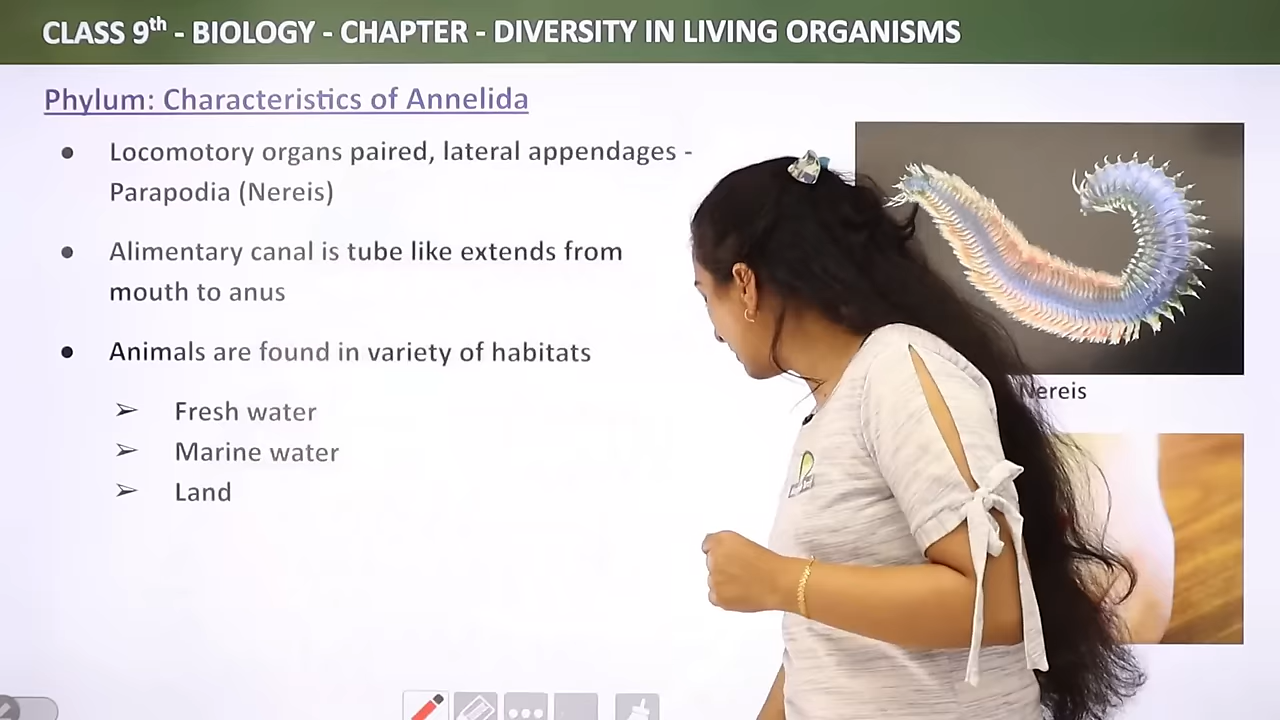 CLASS 9th - BIOLOGY - CHAPTER - DIVERSITY IN LIVING ORGANISMS
Phylum: Characteristics of Annelida
● Locomotory organs paired, lateral appendages -
Parapodia (Nereis)
● Alimentary canal is tube like extends from
mouth to anus
● Animals are found in variety of habitats
➢ Fresh water
➢ Marine water
➢ Land
Nereis